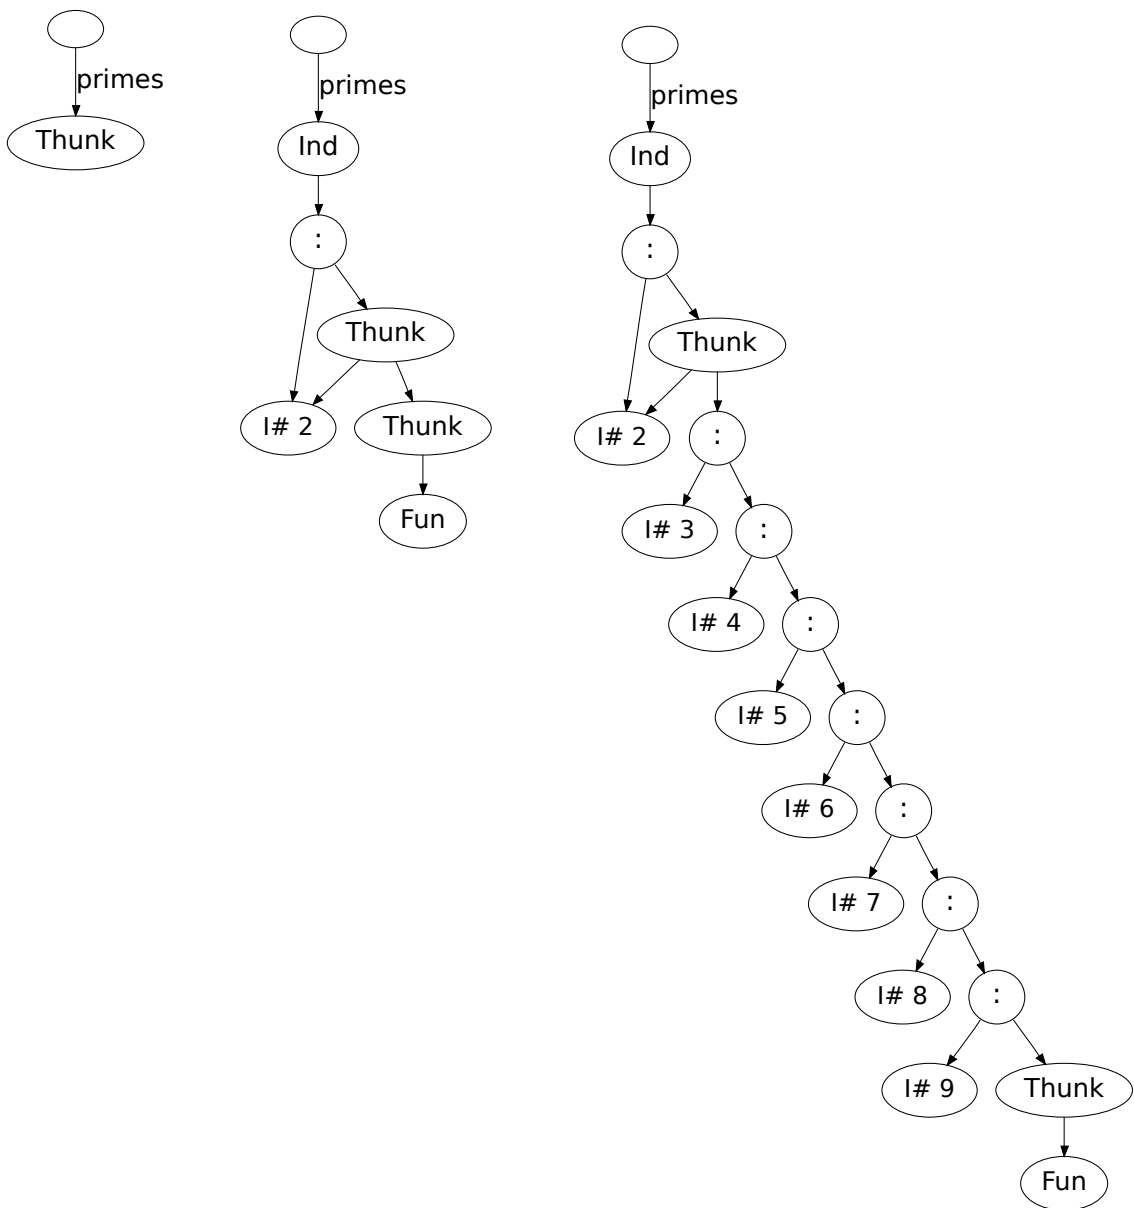 primes
Thunk
primes
Ind
:
Thunk
I# 2
Thunk
Fun
primes
Ind
:
Thunk
I# 2
:
I# 3
:
I# 4
:
I# 5
:
I# 6
:
I# 7
:
I# 8
:
I# 9
Thunk
Fun